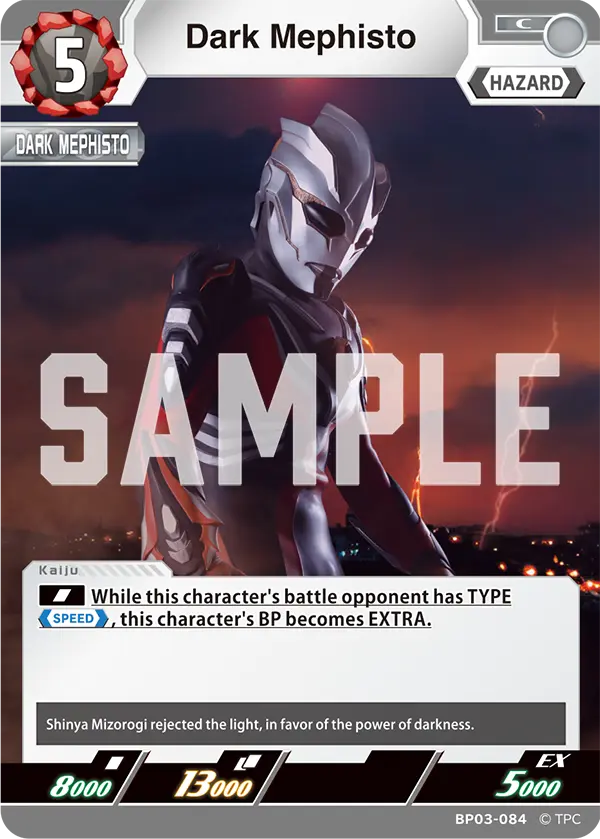 5
Dark Mephisto
C
HAZARD
DARK MEPHISTO
SAMPLE
Kaiju
While this character's battle opponent has TYPE
SPEED, this character's BP becomes EXTRA.
Shinya Mizorogi rejected the light, in favor of the power of darkness.
EX
8000 13000 5000
BP03-084 © TPC